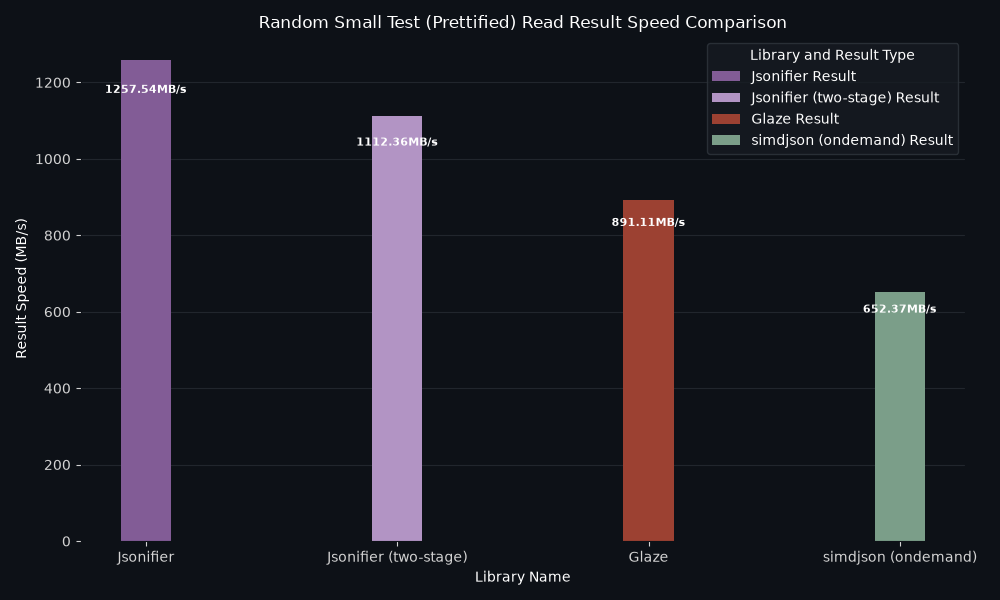 Random Small Test (Prettified) Read Result Speed Comparison
Library and Result Type
Jsonifier Result
Jsonifier (two-stage) Result
Glaze Result
simdjson (ondemand) Result
1257.54MB/s
1112.36MB/s
891.11MB/s
652.37MB/s
Result Speed (MB/s)
1200
1000
800
600
400
200
0
Jsonifier
Jsonifier (two-stage)
Glaze
simdjson (ondemand)
Library Name